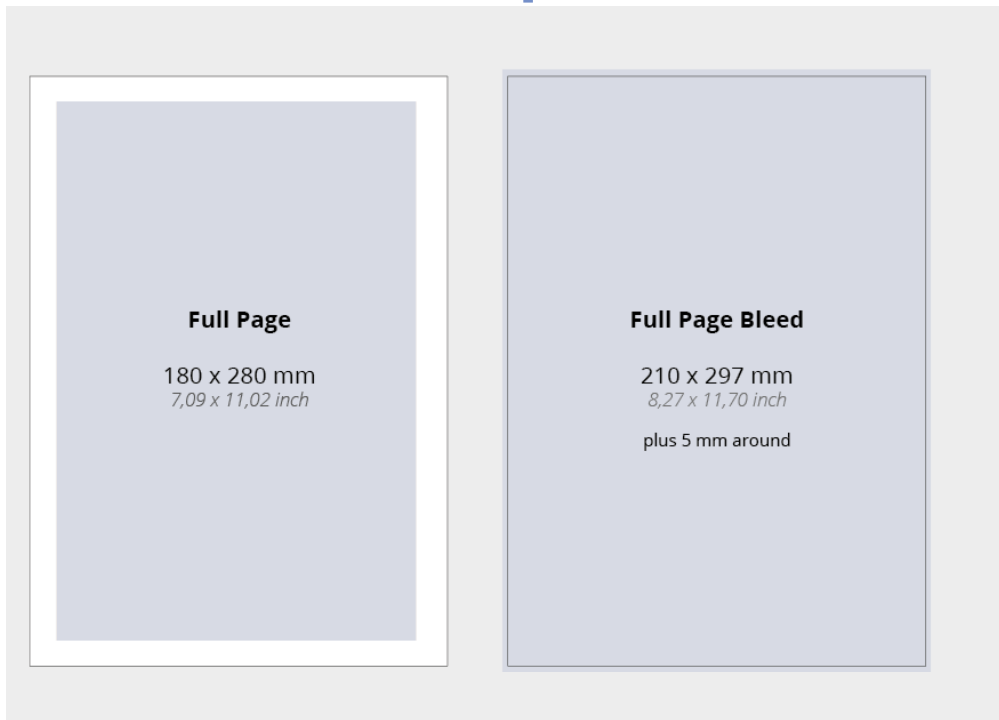 Full Page
180 x 280 mm
7,09 x 11,02 inch
Full Page Bleed
210 x 297 mm
8,27 x 11,70 inch
plus 5 mm around